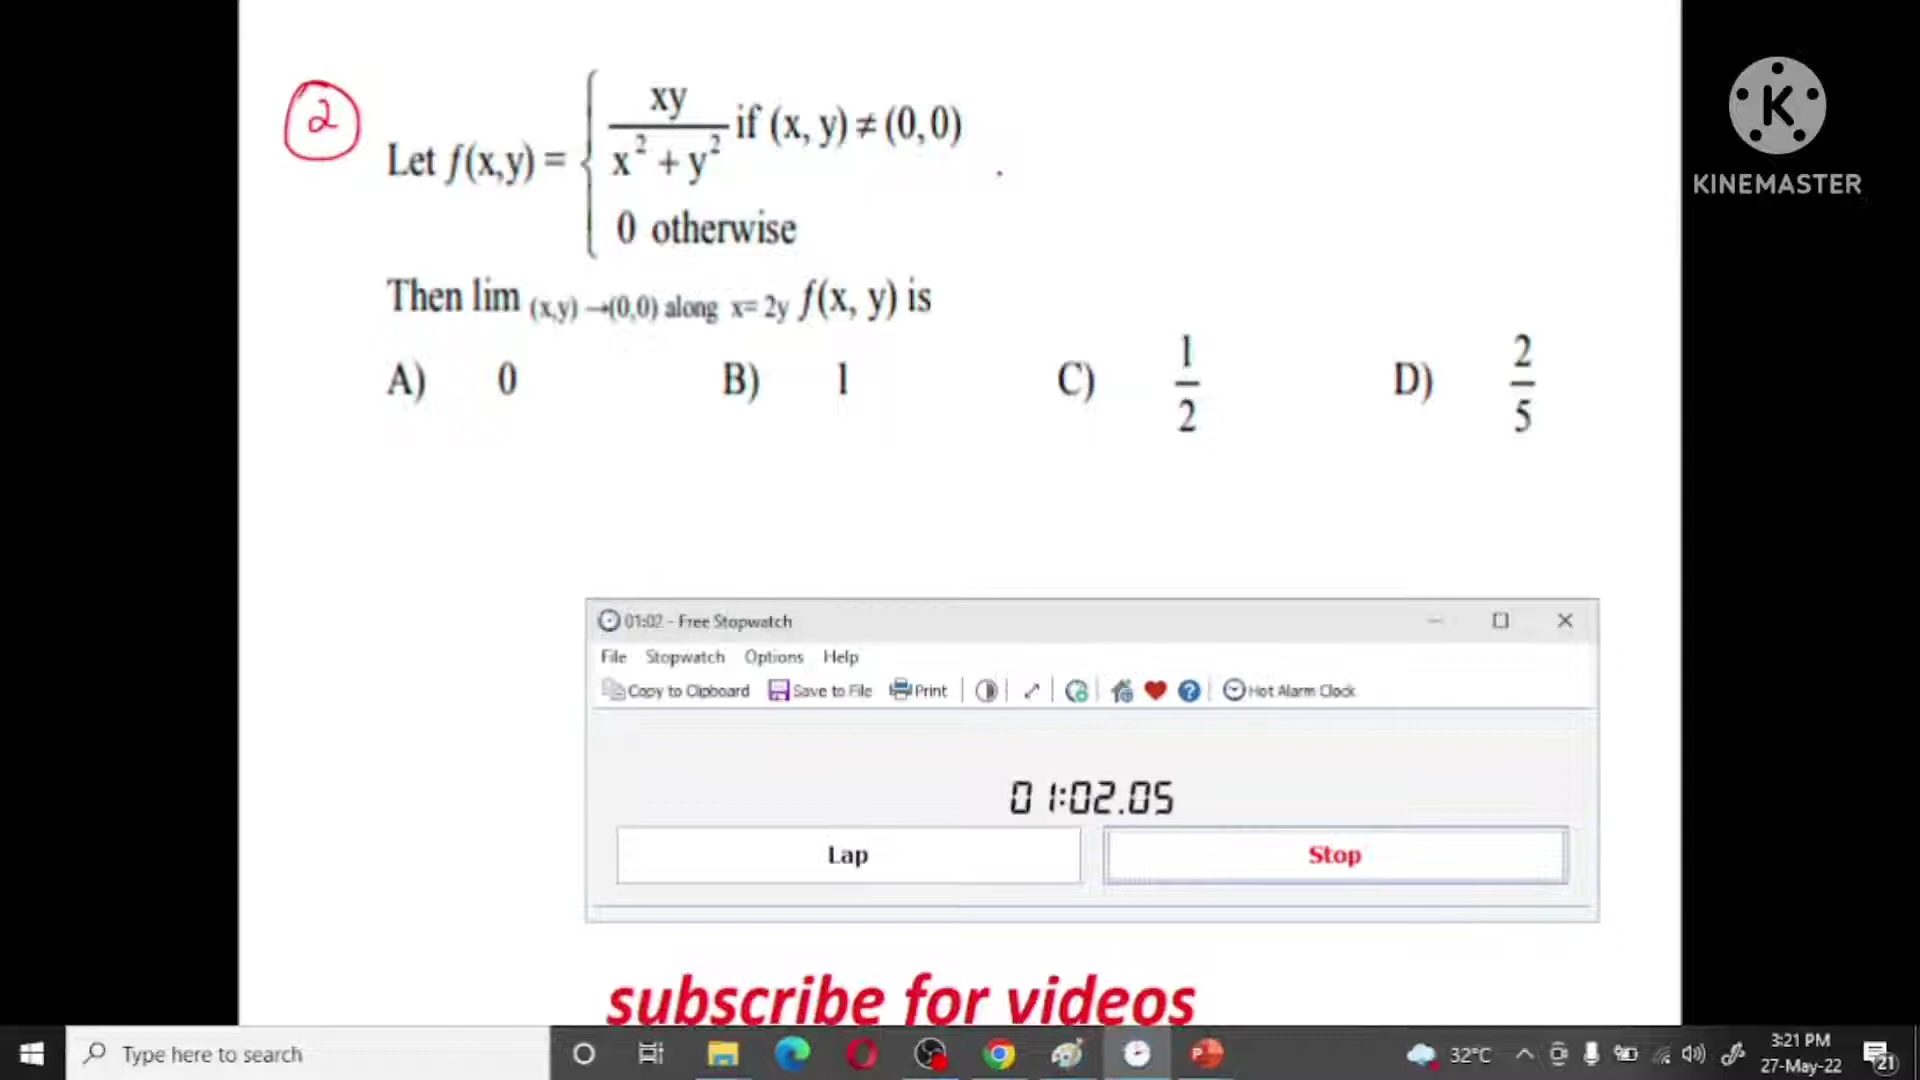 2
Let f(x,y) = { xy / x² + y² if (x, y) ≠ (0,0) .
0 otherwise
Then lim (x,y) →(0,0) along x= 2y f(x, y) is
A) 0 B) 1 C) 1/2 D) 2/5
K
KINEMASTER
01:02 - Free Stopwatch
File Stopwatch Options Help
Copy to Clipboard Save to File Print Hot Alarm Clock
01:02.05
Lap Stop
subscribe for videos
Type here to search
32°C
3:21 PM
27-May-22
21